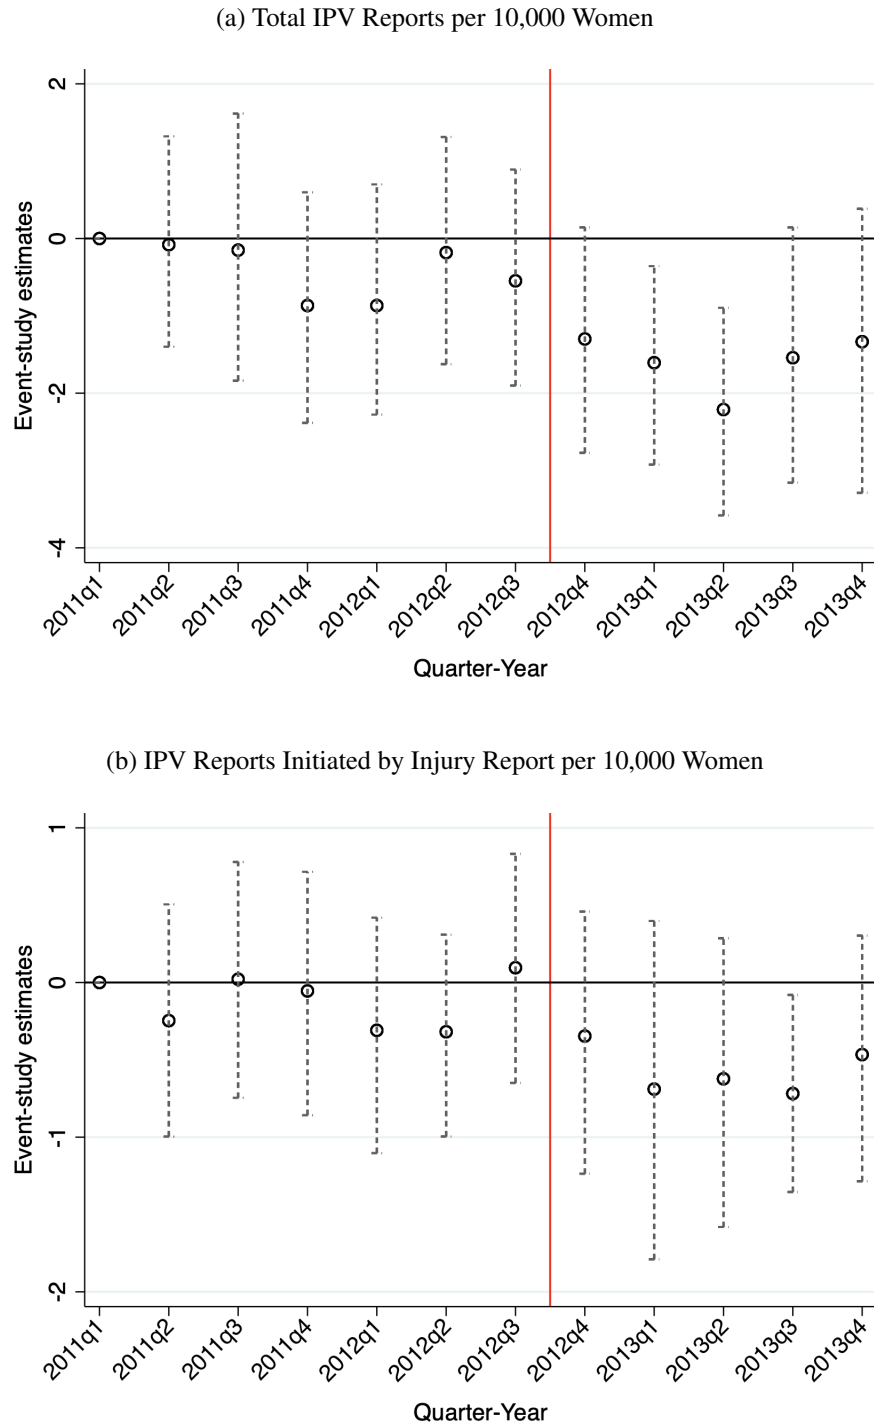 (a) Total IPV Reports per 10,000 Women
Event-study estimates
2
0
-2
-4
2011q1
2011q2
2011q3
2011q4
2012q1
2012q2
2012q3
2012q4
2013q1
2013q2
2013q3
2013q4
Quarter-Year
(b) IPV Reports Initiated by Injury Report per 10,000 Women
Event-study estimates
1
0
-1
-2
2011q1
2011q2
2011q3
2011q4
2012q1
2012q2
2012q3
2012q4
2013q1
2013q2
2013q3
2013q4
Quarter-Year